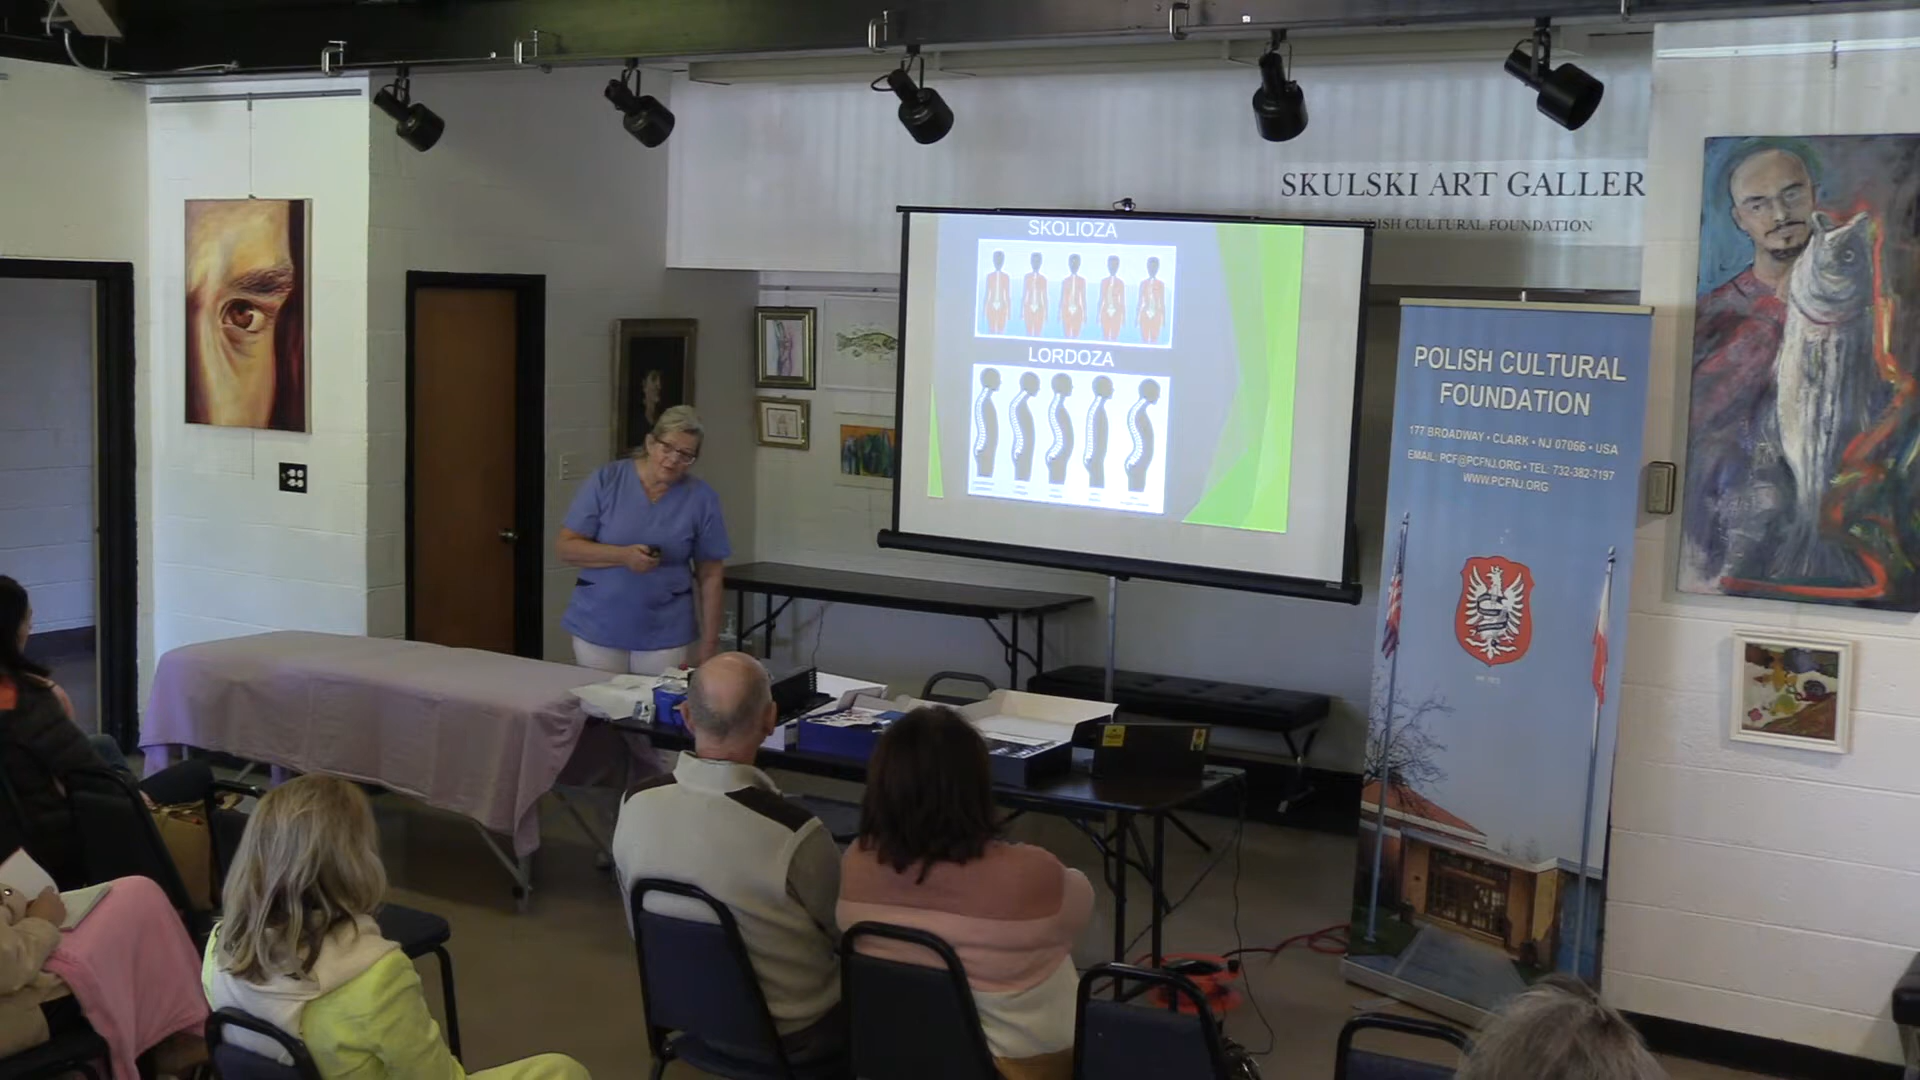 SKULSKI ART GALLER
ISH CULTURAL FOUNDATION
SKOLIOZA
LORDOZA
POLISH CULTURAL
FOUNDATION
177 BROADWAY • CLARK • NJ 07066 • USA
EMAIL: PCF@PCFNJ.ORG • TEL: 732-382-7197
WWW.PCFNJ.ORG